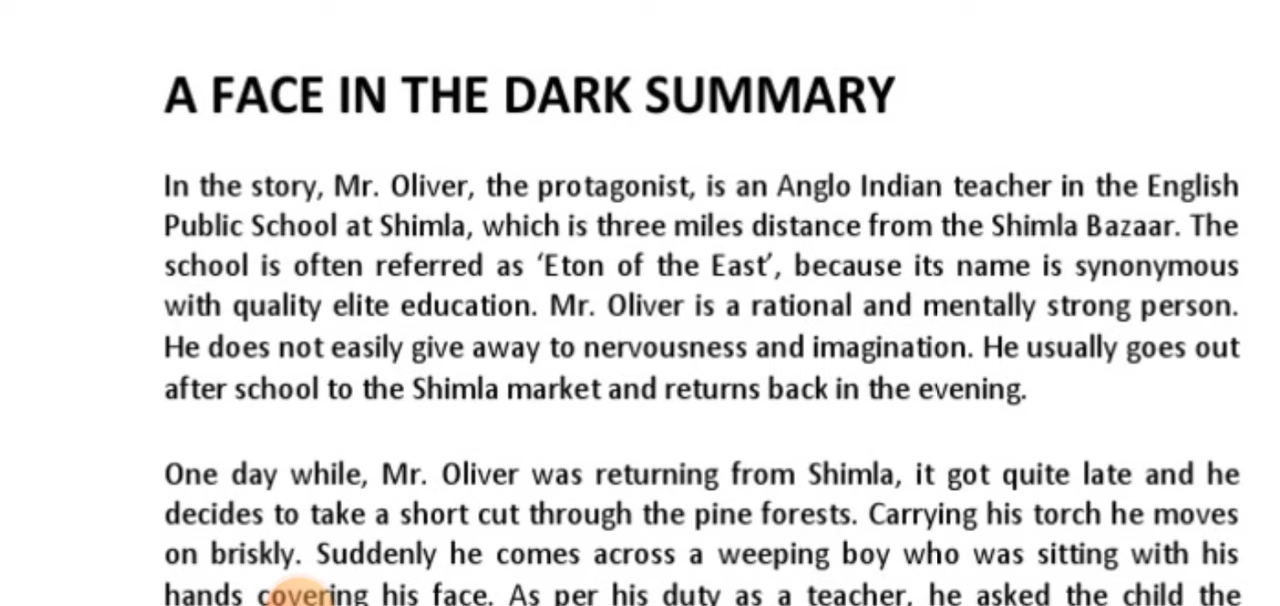 A FACE IN THE DARK SUMMARY
In the story, Mr. Oliver, the protagonist, is an Anglo Indian teacher in the English
Public School at Shimla, which is three miles distance from the Shimla Bazaar. The
school is often referred as ‘Eton of the East’, because its name is synonymous
with quality elite education. Mr. Oliver is a rational and mentally strong person.
He does not easily give away to nervousness and imagination. He usually goes out
after school to the Shimla market and returns back in the evening.
One day while, Mr. Oliver was returning from Shimla, it got quite late and he
decides to take a short cut through the pine forests. Carrying his torch he moves
on briskly. Suddenly he comes across a weeping boy who was sitting with his
hands covering his face. As per his duty as a teacher, he asked the child the